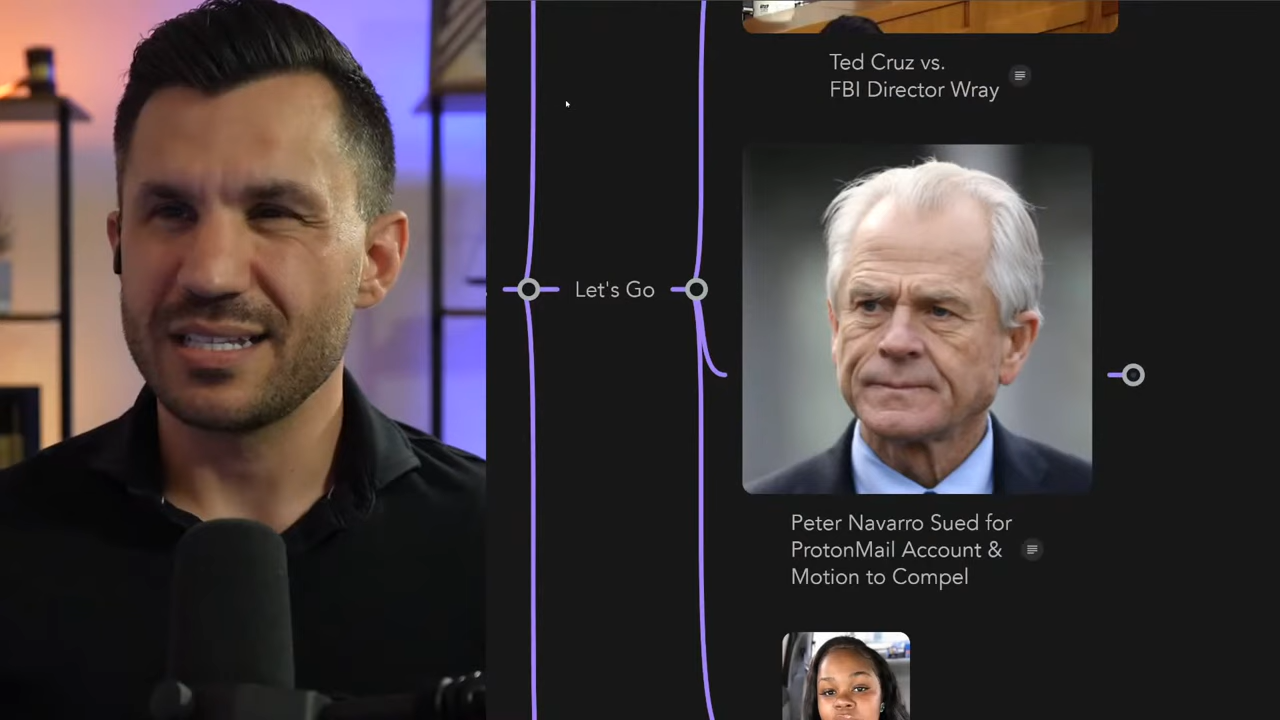 Ted Cruz vs.
FBI Director Wray
Let's Go
Peter Navarro Sued for
ProtonMail Account &
Motion to Compel